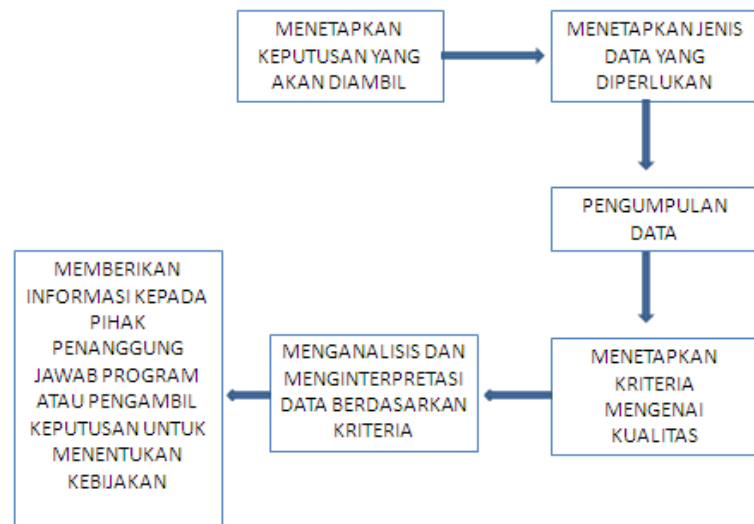 MENETAPKAN
KEPUTUSAN YANG
AKAN DIAMBIL
MENETAPKAN JENIS
DATA YANG
DIPERLUKAN
PENGUMPULAN
DATA
MENETAPKAN
KRITERIA
MENGENAI
KUALITAS
MENGANALISIS DAN
MENGINTERPRETASI
DATA BERDASARKAN
KRITERIA
MEMBERIKAN
INFORMASI KEPADA
PIHAK
PENANGGUNG
JAWAB PROGRAM
ATAU PENGAMBIL
KEPUTUSAN UNTUK
MENENTUKAN
KEBIJAKAN